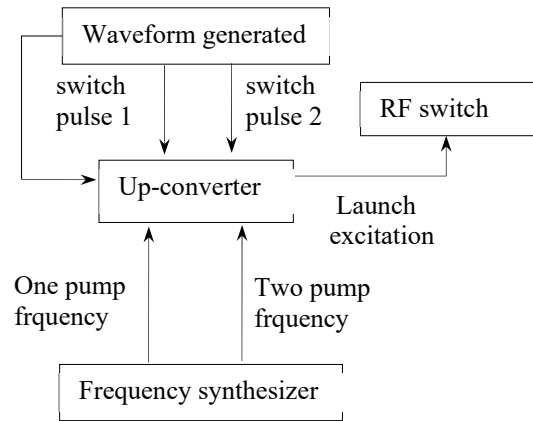 Waveform generated
switch
pulse 1
switch
pulse 2
RF switch
Up-converter
Launch
excitation
One pump
frquency
Two pump
frquency
Frequency synthesizer